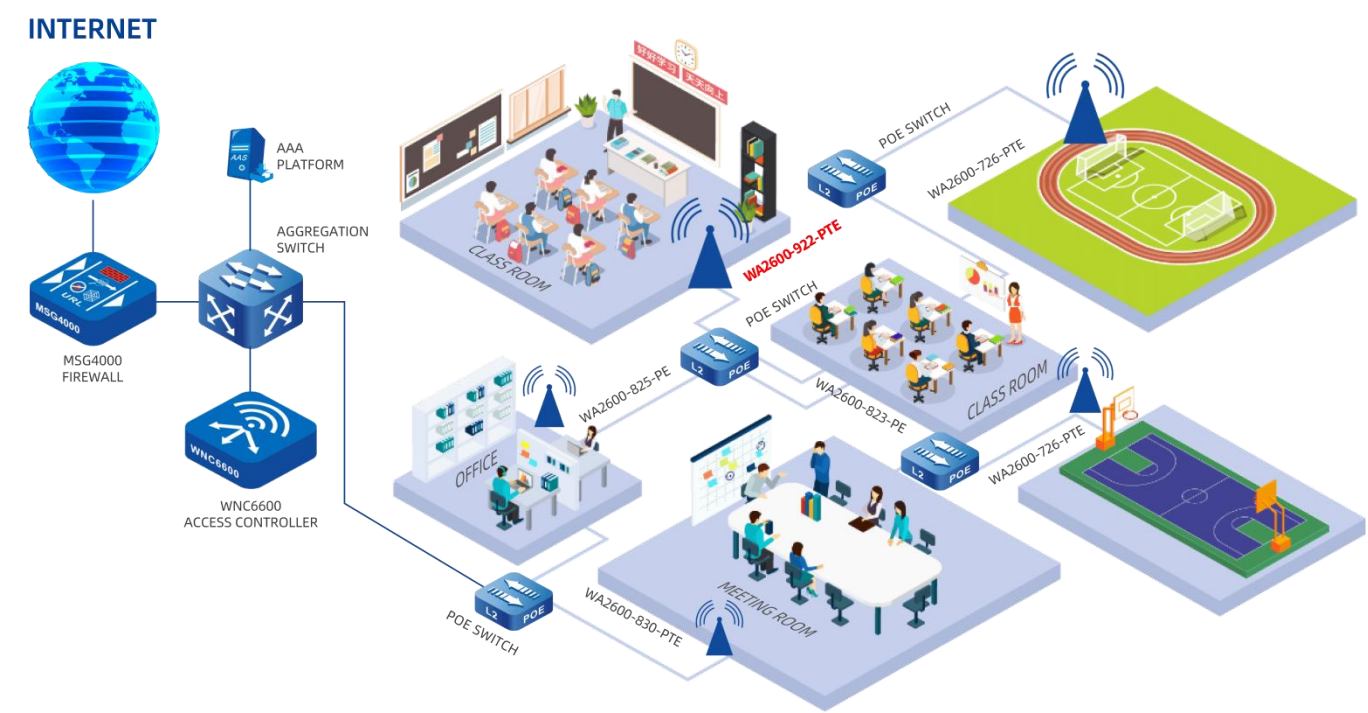 INTERNET
AAS
AAA
PLATFORM
AGGREGATION
SWITCH
URL
MSG4000
MSG4000
FIREWALL
WNC6600
WNC6600
ACCESS CONTROLLER
好好学习
天天向上
CLASS ROOM
POE SWITCH
L2 POE
WA2600-726-PTE
WA2600-922-PTE
POE SWITCH
L2 POE
CLASS ROOM
WA2600-825-PE
WA2600-823-PE
OFFICE
L2 POE
WA2600-726-PTE
L2 POE
POE SWITCH
WA2600-830-PTE
MEETING ROOM